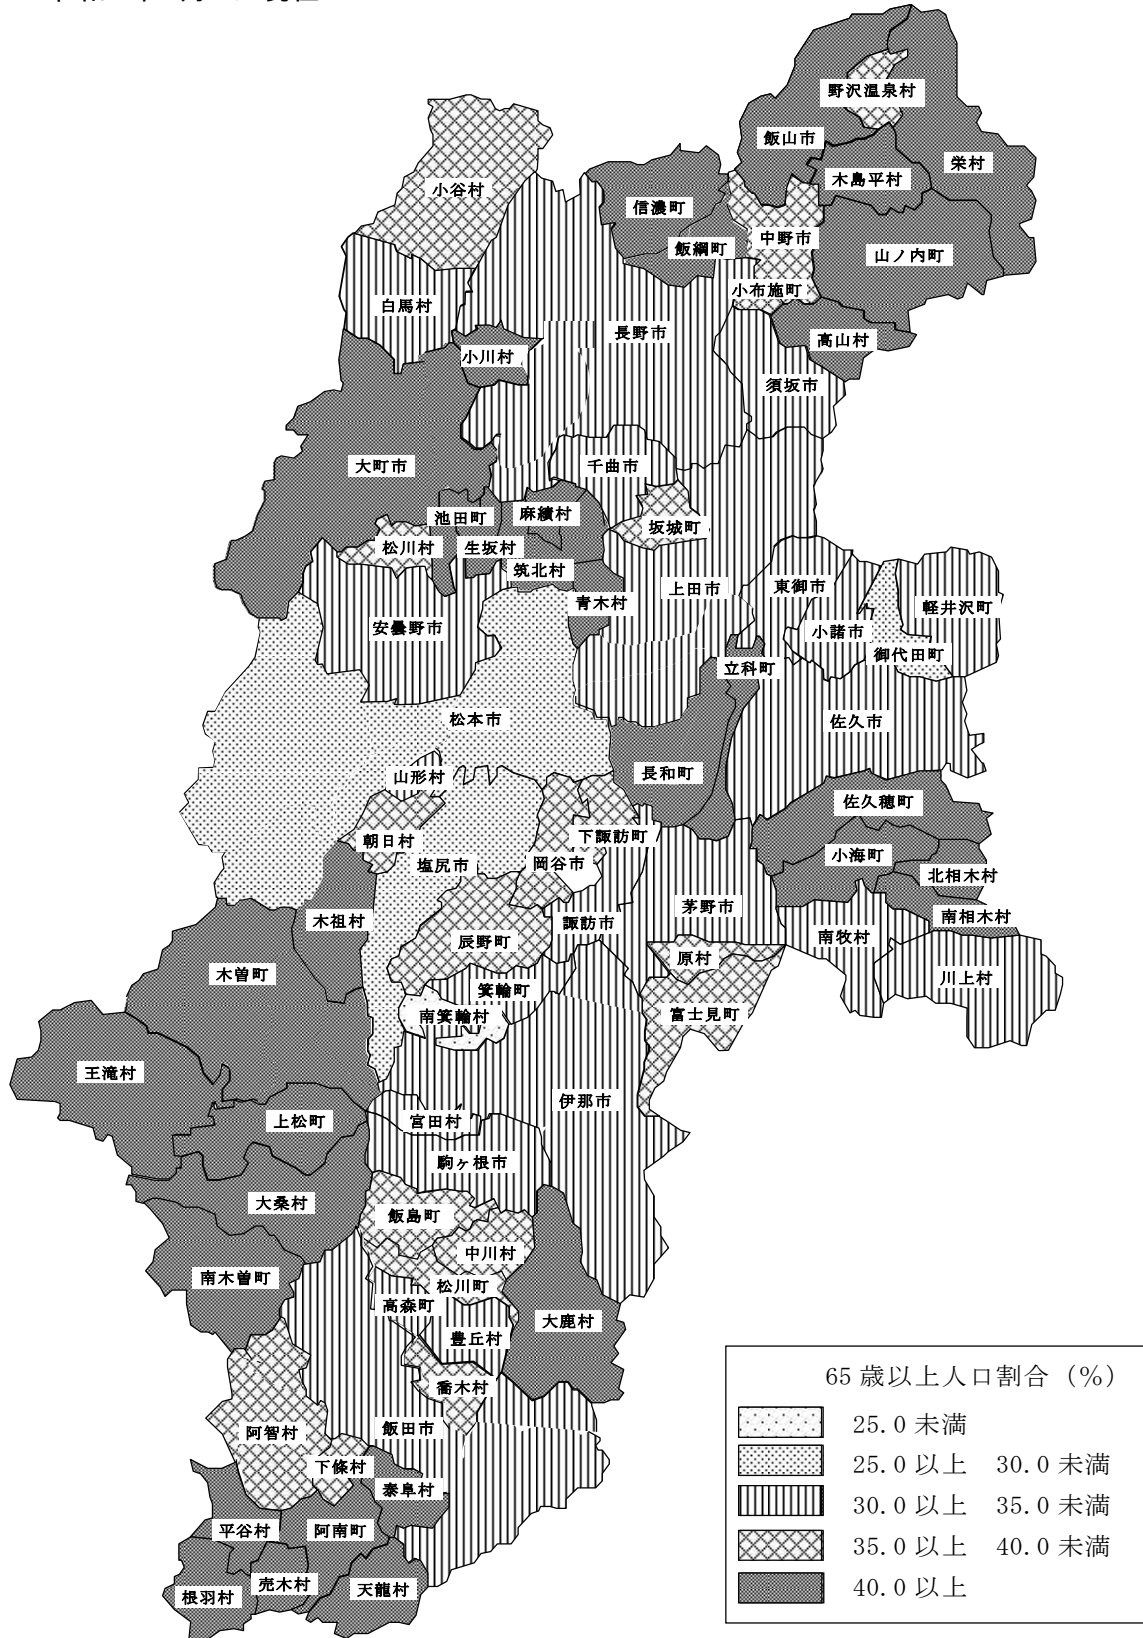 野沢温泉村
飯山市
栄村
木島平村
小谷村
信濃町
中野市
飯綱町
山ノ内町
小布施町
白馬村
長野市
高山村
小川村
須坂市
大町市
千曲市
池田町
麻績村
坂城町
松川村
生坂村
筑北村
上田市
東御市
青木村
軽井沢町
安曇野市
小諸市
御代田町
立科町
松本市
佐久市
山形村
長和町
佐久穂町
朝日村
下諏訪町
塩尻市
岡谷市
小海町
北相木村
茅野市
木祖村
諏訪市
南相木村
辰野町
南牧村
原村
木曽町
箕輪町
川上村
南箕輪村
富士見町
王滝村
伊那市
上松町
宮田村
駒ヶ根市
大桑村
飯島町
中川村
南木曽町
松川町
高森町
大鹿村
豊丘村
喬木村
阿智村
飯田市
下條村
泰阜村
平谷村
阿南町
売木村
天龍村
根羽村
65歳以上人口割合（%）
25.0未満
25.0以上 30.0未満
30.0以上 35.0未満
35.0以上 40.0未満
40.0以上